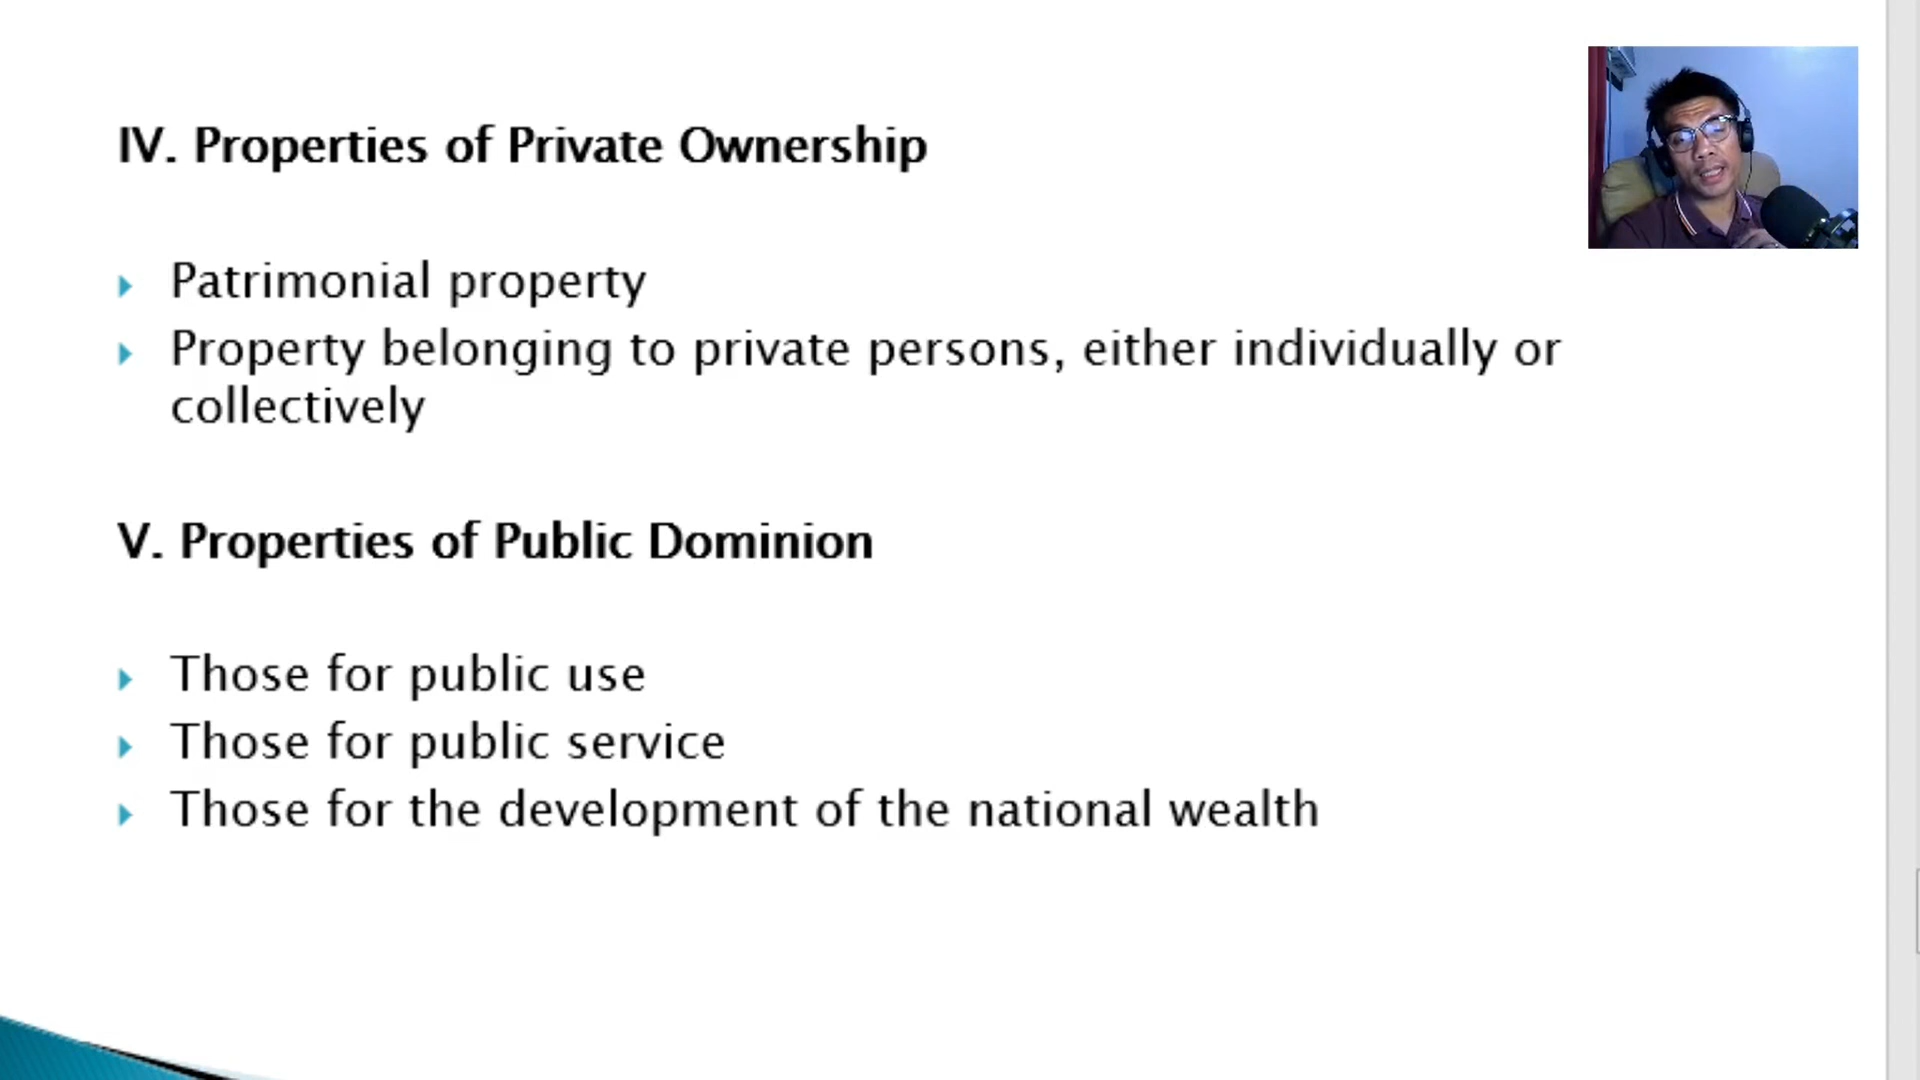 IV. Properties of Private Ownership
Patrimonial property
Property belonging to private persons, either individually or
collectively
V. Properties of Public Dominion
Those for public use
Those for public service
Those for the development of the national wealth